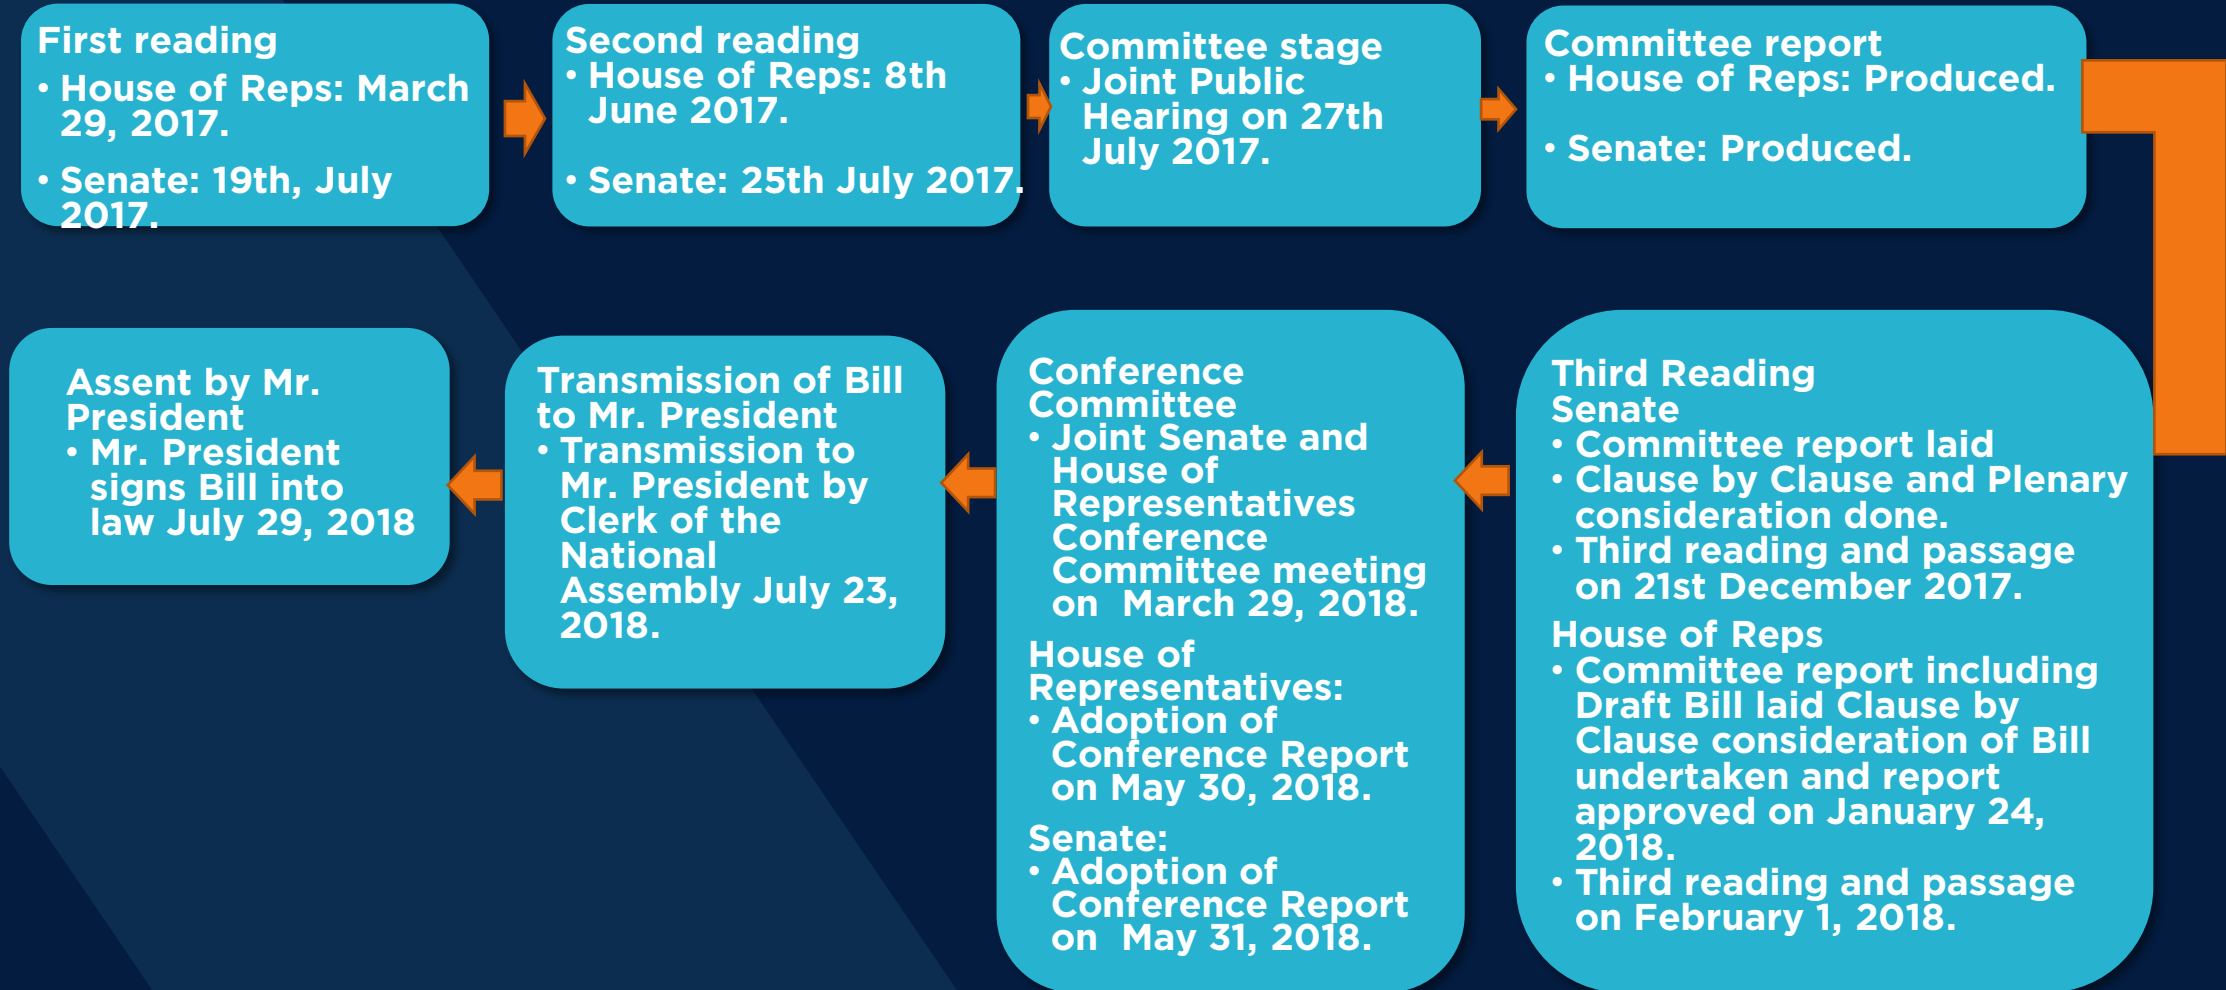 First reading
• House of Reps: March
29, 2017.
• Senate: 19th, July
2017.
Second reading
• House of Reps: 8th
June 2017.
• Senate: 25th July 2017.
Committee stage
• Joint Public
Hearing on 27th
July 2017.
Committee report
• House of Reps: Produced.
• Senate: Produced.
Third Reading
Senate
• Committee report laid
• Clause by Clause and Plenary
consideration done.
• Third reading and passage
on 21st December 2017.
House of Reps
• Committee report including
Draft Bill laid Clause by
Clause consideration of Bill
undertaken and report
approved on January 24,
2018.
• Third reading and passage
on February 1, 2018.
Conference
Committee
• Joint Senate and
House of
Representatives
Conference
Committee meeting
on March 29, 2018.
House of
Representatives:
• Adoption of
Conference Report
on May 30, 2018.
Senate:
• Adoption of
Conference Report
on May 31, 2018.
Transmission of Bill
to Mr. President
• Transmission to
Mr. President by
Clerk of the
National
Assembly July 23,
2018.
Assent by Mr.
President
• Mr. President
signs Bill into
law July 29, 2018